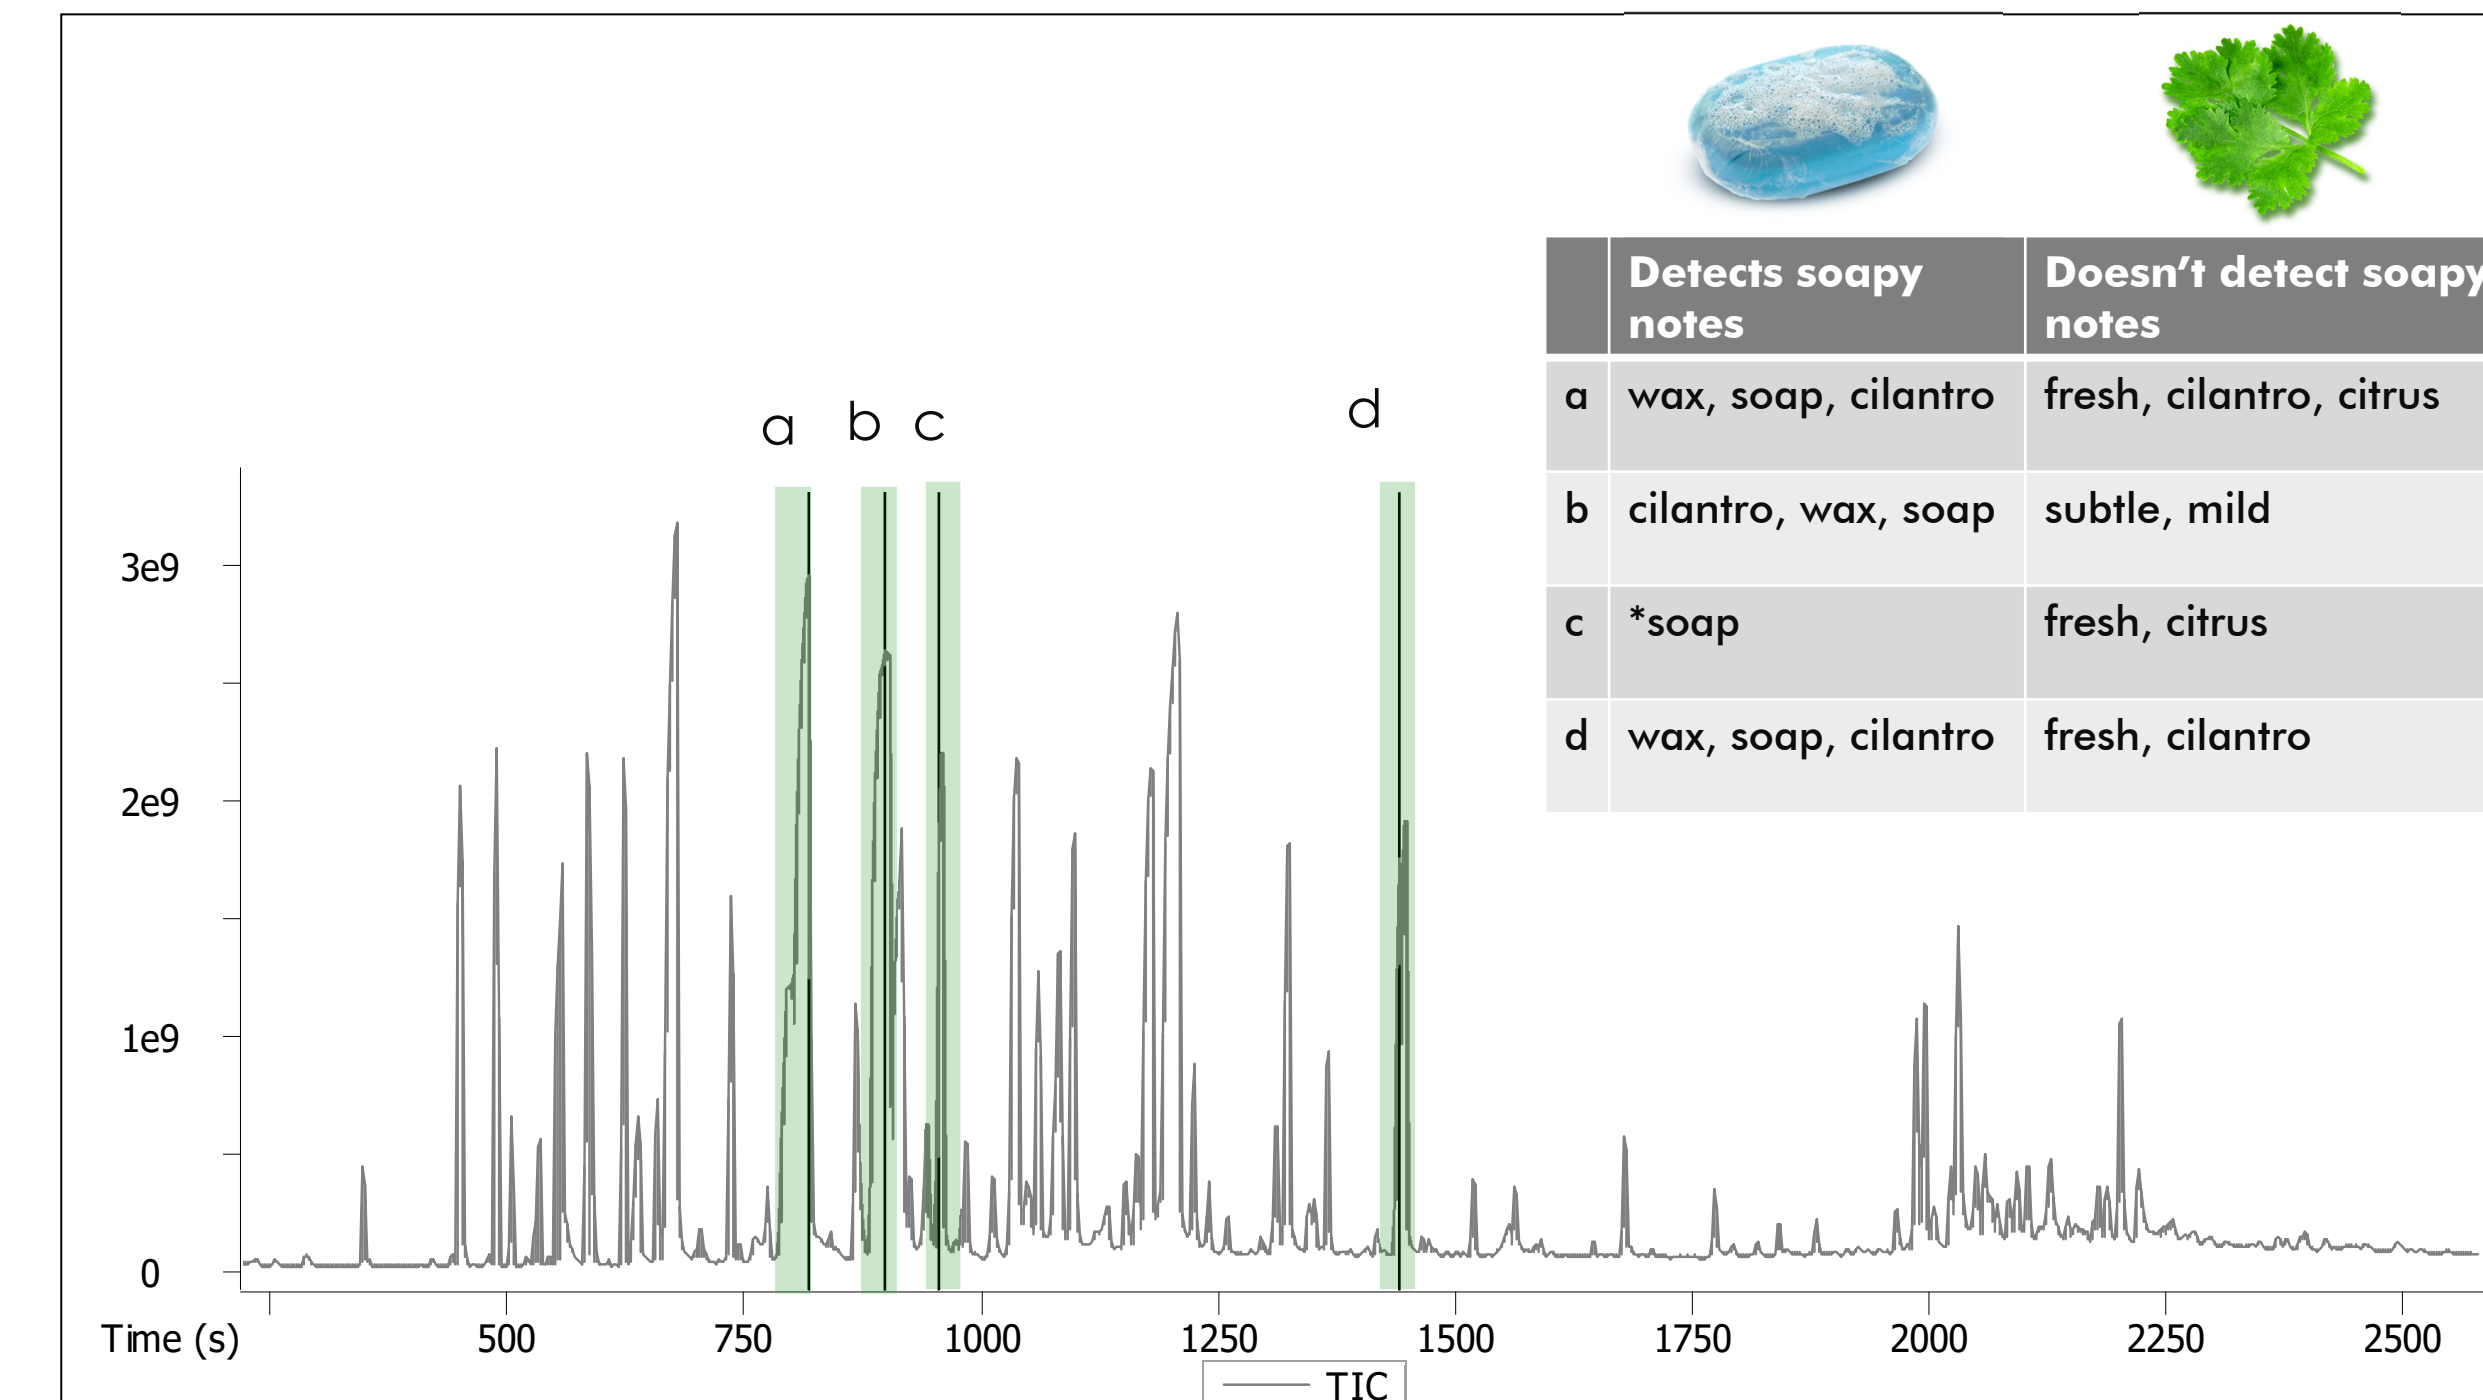 Detects soapy
notes
Doesn't detect soapy
notes
a
wax, soap, cilantro
fresh, cilantro, citrus
b
cilantro, wax, soap
subtle, mild
c
*soap
fresh, citrus
d
wax, soap, cilantro
fresh, cilantro
a b c d
3e9
2e9
1e9
0
Time (s) 500 750 1000 1250 1500 1750 2000 2250 2500
TIC